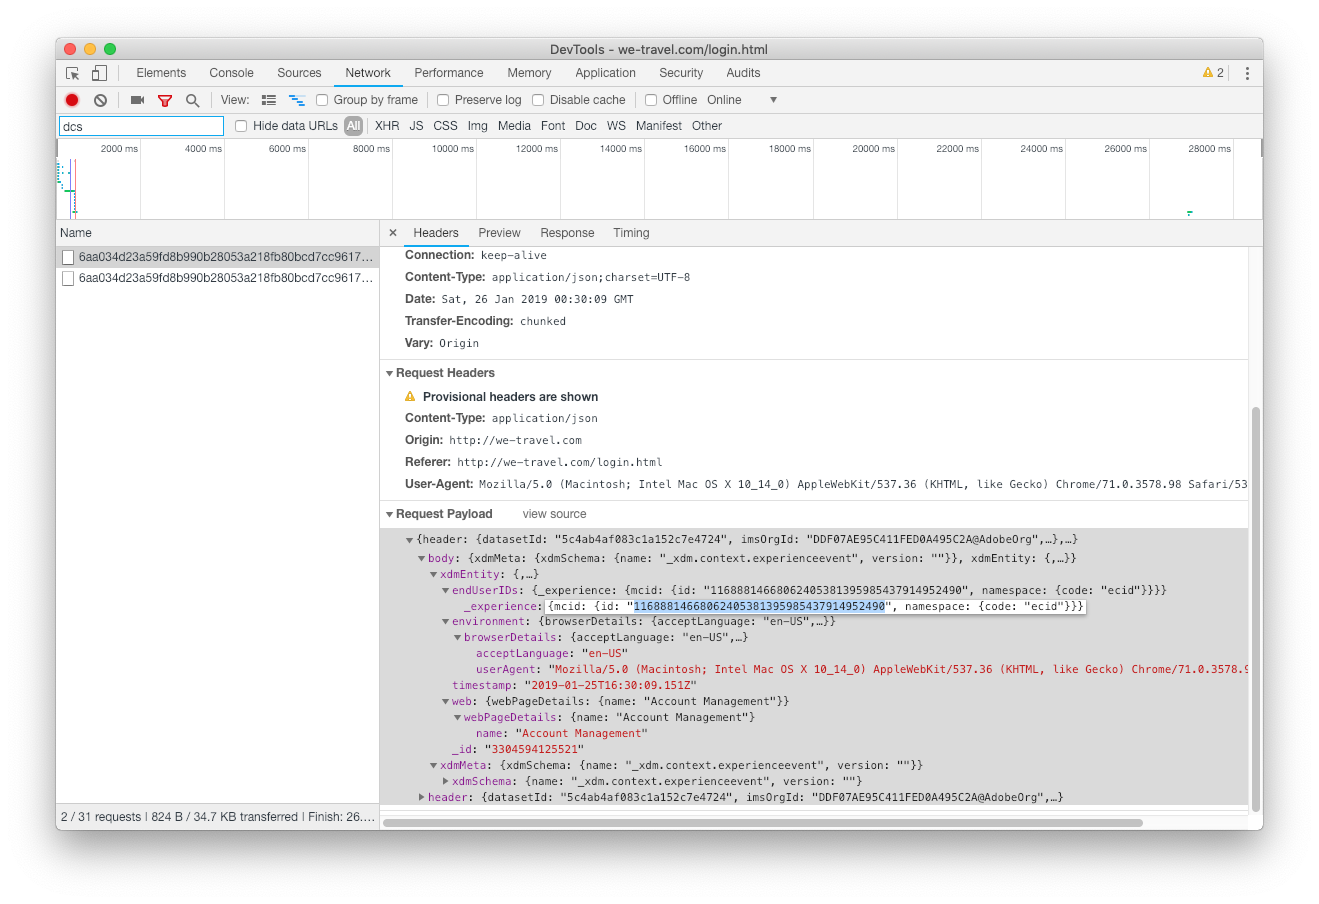 DevTools - we-travel.com/login.html
Elements Console Sources Network Performance Memory Application Security Audits 2
View: Group by frame Preserve log Disable cache Offline Online
dcs Hide data URLs All XHR JS CSS Img Media Font Doc WS Manifest Other
2000 ms 4000 ms 6000 ms 8000 ms 10000 ms 12000 ms 14000 ms 16000 ms 18000 ms 20000 ms 22000 ms 24000 ms 26000 ms 28000 ms
Name
6aa034d23a59fd8b990b28053a218fb80bcd7cc9617...
6aa034d23a59fd8b990b28053a218fb80bcd7cc9617...
2 / 31 requests | 824 B / 34.7 KB transferred | Finish: 26....
× Headers Preview Response Timing
Connection: keep-alive
Content-Type: application/json;charset=UTF-8
Date: Sat, 26 Jan 2019 00:30:09 GMT
Transfer-Encoding: chunked
Vary: Origin
Request Headers
Provisional headers are shown
Content-Type: application/json
Origin: http://we-travel.com
Referer: http://we-travel.com/login.html
User-Agent: Mozilla/5.0 (Macintosh; Intel Mac OS X 10_14_0) AppleWebKit/537.36 (KHTML, like Gecko) Chrome/71.0.3578.98 Safari/53
Request Payload view source
{header: {datasetId: "5c4ab4af083c1a152c7e4724", imsOrgId: "DDF07AE95C411FED0A495C2A@AdobeOrg",…},…}
body: {xdmMeta: {xdmSchema: {name: "_xdm.context.experienceevent", version: ""}}, xdmEntity: {,…}}
xdmEntity: {,…}
endUserIDs: {_experience: {mcid: {id: "11688814668062405381395985437914952490", namespace: {code: "ecid"}}}}
_experience: {mcid: {id: "11688814668062405381395985437914952490", namespace: {code: "ecid"}}}
environment: {browserDetails: {acceptLanguage: "en-US",…}}
browserDetails: {acceptLanguage: "en-US",…}
acceptLanguage: "en-US"
userAgent: "Mozilla/5.0 (Macintosh; Intel Mac OS X 10_14_0) AppleWebKit/537.36 (KHTML, like Gecko) Chrome/71.0.3578.9
timestamp: "2019-01-25T16:30:09.151Z"
web: {webPageDetails: {name: "Account Management"}}
webPageDetails: {name: "Account Management"}
name: "Account Management"
_id: "3304594125521"
xdmMeta: {xdmSchema: {name: "_xdm.context.experienceevent", version: ""}}
xdmSchema: {name: "_xdm.context.experienceevent", version: ""}
header: {datasetId: "5c4ab4af083c1a152c7e4724", imsOrgId: "DDF07AE95C411FED0A495C2A@AdobeOrg",…}